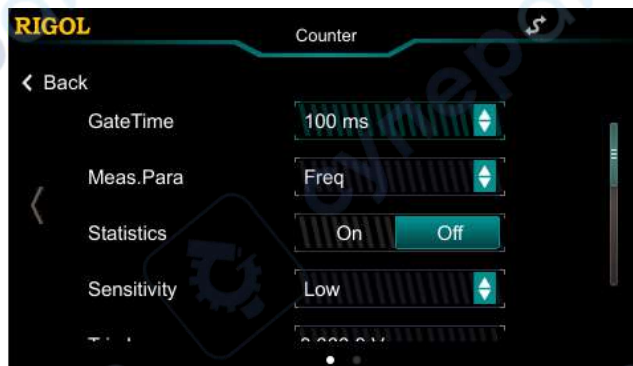 RIGOL
Counter
Back
GateTime 100 ms
Meas.Para Freq
Statistics On Off
Sensitivity Low